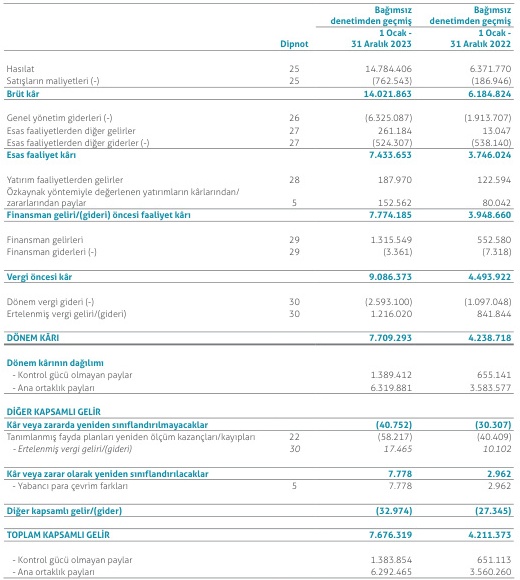 Bağımsız Bağımsız
denetimden geçmiş denetimden geçmiş
1 Ocak - 1 Ocak -
Dipnot 31 Aralık 2023 31 Aralık 2022
Hasılat 25 14.784.406 6.371.770
Satışların maliyetleri (-) 25 (762.543) (186.946)
Brüt kâr 14.021.863 6.184.824
Genel yönetim giderleri (-) 26 (6.325.087) (1.913.707)
Esas faaliyetlerden diğer gelirler 27 261.184 13.047
Esas faaliyetlerden diğer giderler (-) 27 (524.307) (538.140)
Esas faaliyet kârı 7.433.653 3.746.024
Yatırım faaliyetlerden gelirler 28 187.970 122.594
Özkaynak yöntemiyle değerlenen yatırımların kârlarından/
zararlarından paylar 5 152.562 80.042
Finansman geliri/(gideri) öncesi faaliyet kârı 7.774.185 3.948.660
Finansman gelirleri 29 1.315.549 552.580
Finansman giderleri (-) 29 (3.361) (7.318)
Vergi öncesi kâr 9.086.373 4.493.922
Dönem vergi gideri (-) 30 (2.593.100) (1.097.048)
Ertelenmiş vergi geliri/(gideri) 30 1.216.020 841.844
DÖNEM KÂRI 7.709.293 4.238.718
Dönem kârının dağılımı
- Kontrol gücü olmayan paylar 1.389.412 655.141
- Ana ortaklık payları 6.319.881 3.583.577
DİĞER KAPSAMLI GELİR
Kâr veya zararda yeniden sınıflandırılmayacaklar (40.752) (30.307)
Tanımlanmış fayda planları yeniden ölçüm kazançları/kayıpları 22 (58.217) (40.409)
- Ertelenmiş vergi geliri/(gideri) 30 17.465 10.102
Kâr veya zarar olarak yeniden sınıflandırılacaklar 7.778 2.962
- Yabancı para çevrim farkları 5 7.778 2.962
Diğer kapsamlı gelir/(gider) (32.974) (27.345)
TOPLAM KAPSAMLI GELİR 7.676.319 4.211.373
- Kontrol gücü olmayan paylar 1.383.854 651.113
- Ana ortaklık payları 6.292.465 3.560.260